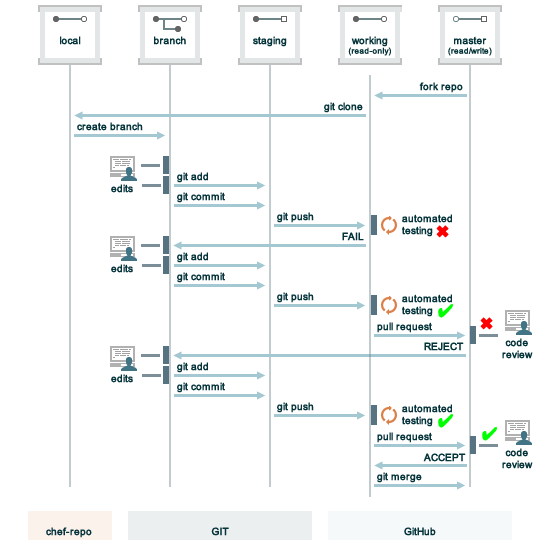 local
branch
staging
working
(read-only)
master
(read/write)
fork repo
git clone
create branch
edits
git add
git commit
git push
automated
testing
FAIL
edits
git add
git commit
git push
automated
testing
pull request
code
review
REJECT
edits
git add
git commit
git push
automated
testing
pull request
code
review
ACCEPT
git merge
chef-repo
GIT
GitHub